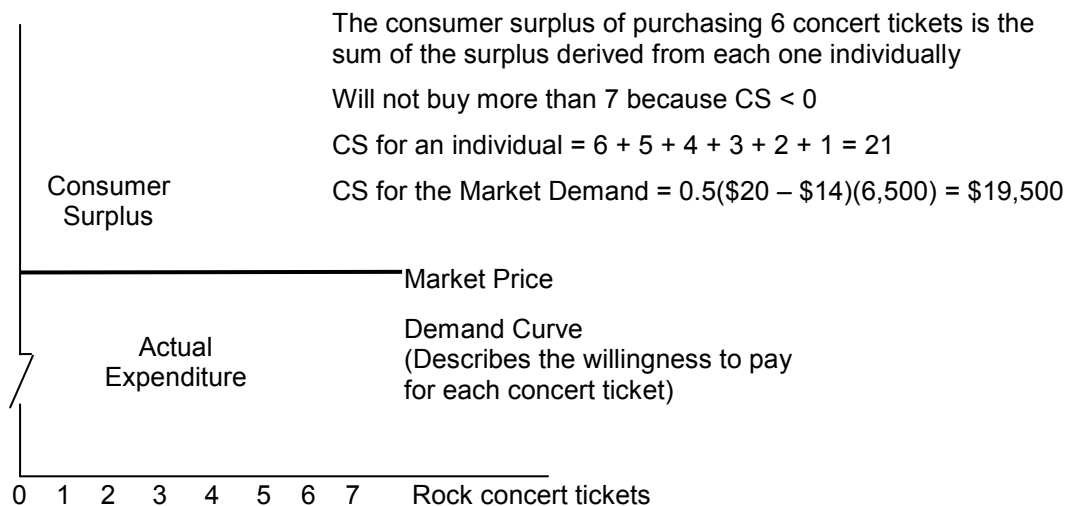 The consumer surplus of purchasing 6 concert tickets is the
sum of the surplus derived from each one individually
Will not buy more than 7 because CS < 0
CS for an individual = 6 + 5 + 4 + 3 + 2 + 1 = 21
CS for the Market Demand = 0.5($20 – $14)(6,500) = $19,500
Consumer
Surplus
Market Price
Demand Curve
(Describes the willingness to pay
for each concert ticket)
Actual
Expenditure
0 1 2 3 4 5 6 7 Rock concert tickets